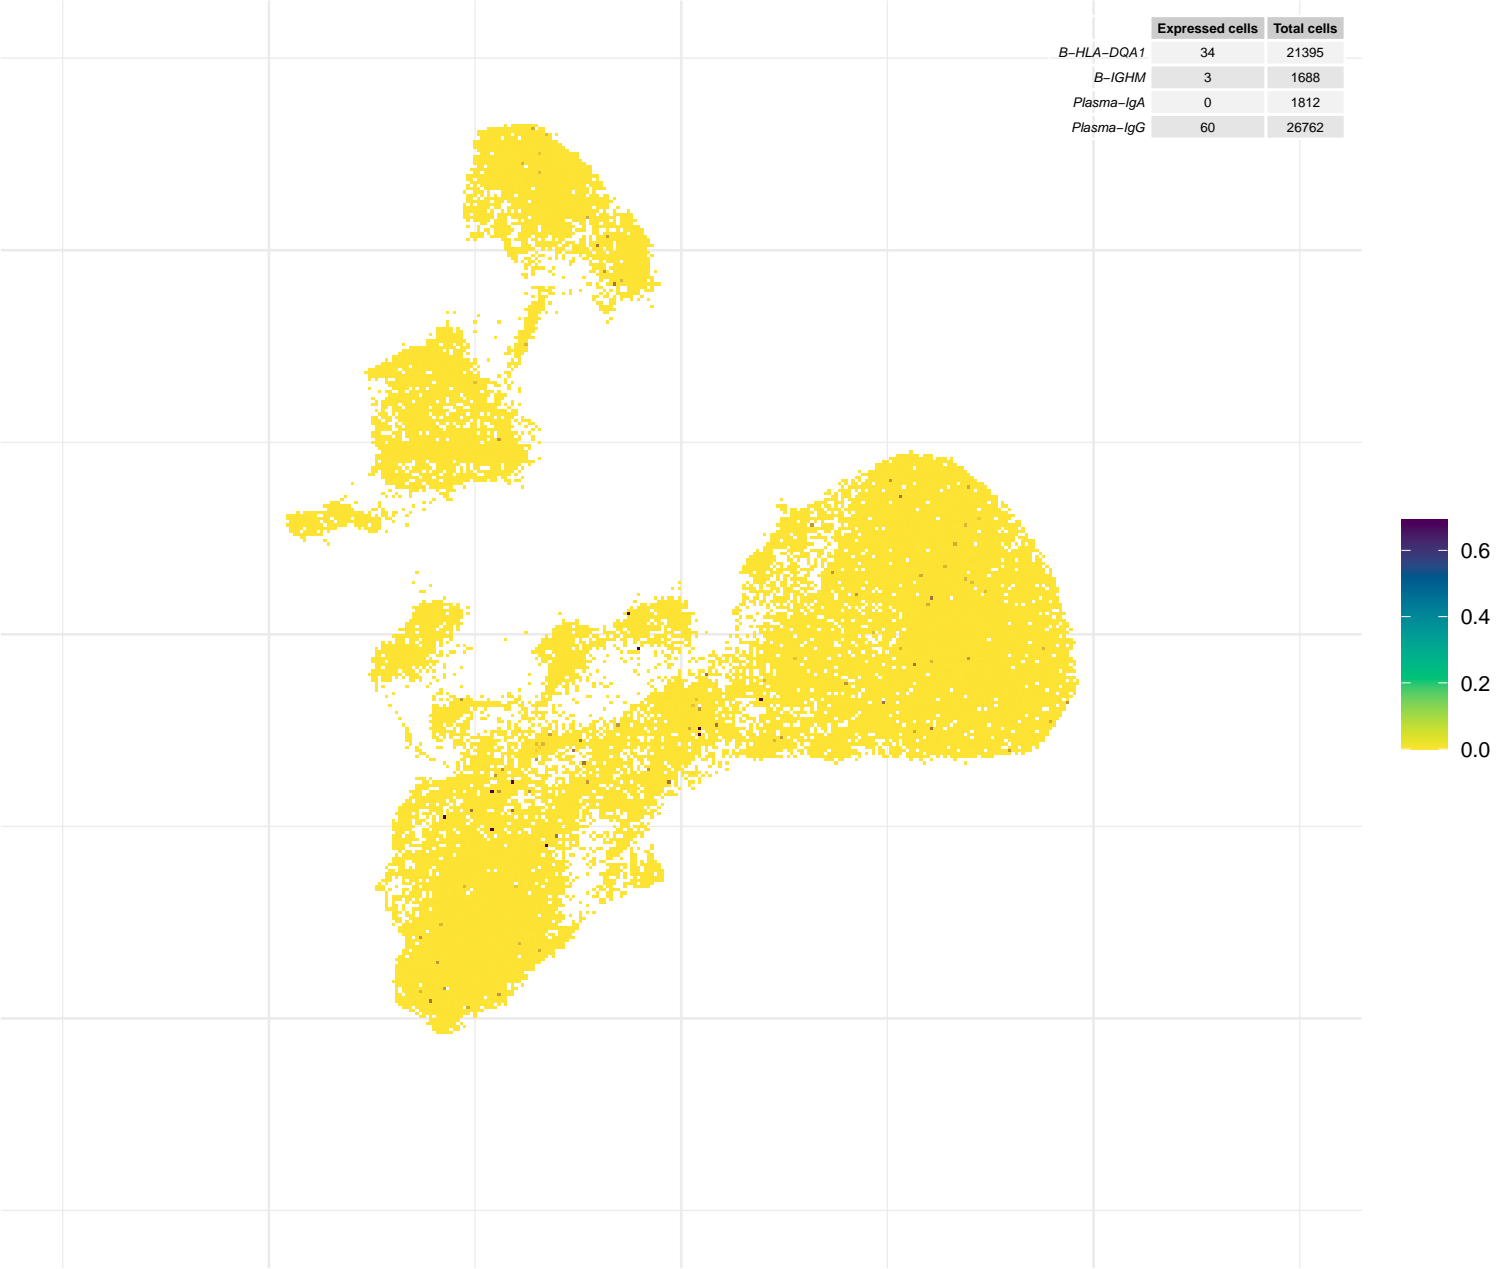 Expressed cells Total cells
B−HLA−DQA1 34 21395
B−IGHM 3 1688
Plasma−IgA 0 1812
Plasma−IgG 60 26762
0.6
0.4
0.2
0.0